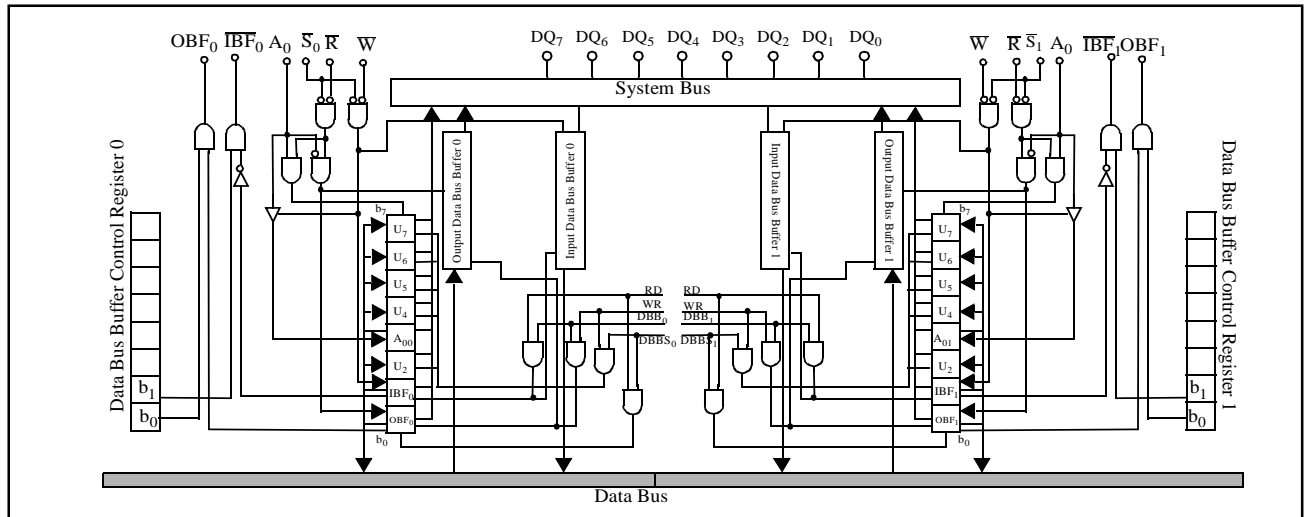 OBF₀ I̅B̅F̅₀ A₀ S̅₀ R̅ W̅ DQ₇ DQ₆ DQ₅ DQ₄ DQ₃ DQ₂ DQ₁ DQ₀ W̅ R̅ S̅₁ A₀ I̅B̅F̅₁ OBF₁
System Bus
Data Bus Buffer Control Register 0
Output Data Bus Buffer 0
Input Data Bus Buffer 0
Input Data Bus Buffer 1
Output Data Bus Buffer 1
Data Bus Buffer Control Register 1
b₇ b₇
U₇ U₇
U₆ U₆
U₅ U₅
U₄ U₄
A₀₀ A₀₁
U₂ U₂
IBF₀ IBF₁
OBF₀ OBF₁
b₀ b₀
RD RD
WR WR
DBB₀ DBB₁
DBBS₀ DBBS₁
b₁ b₁
b₀ b₀
Data Bus